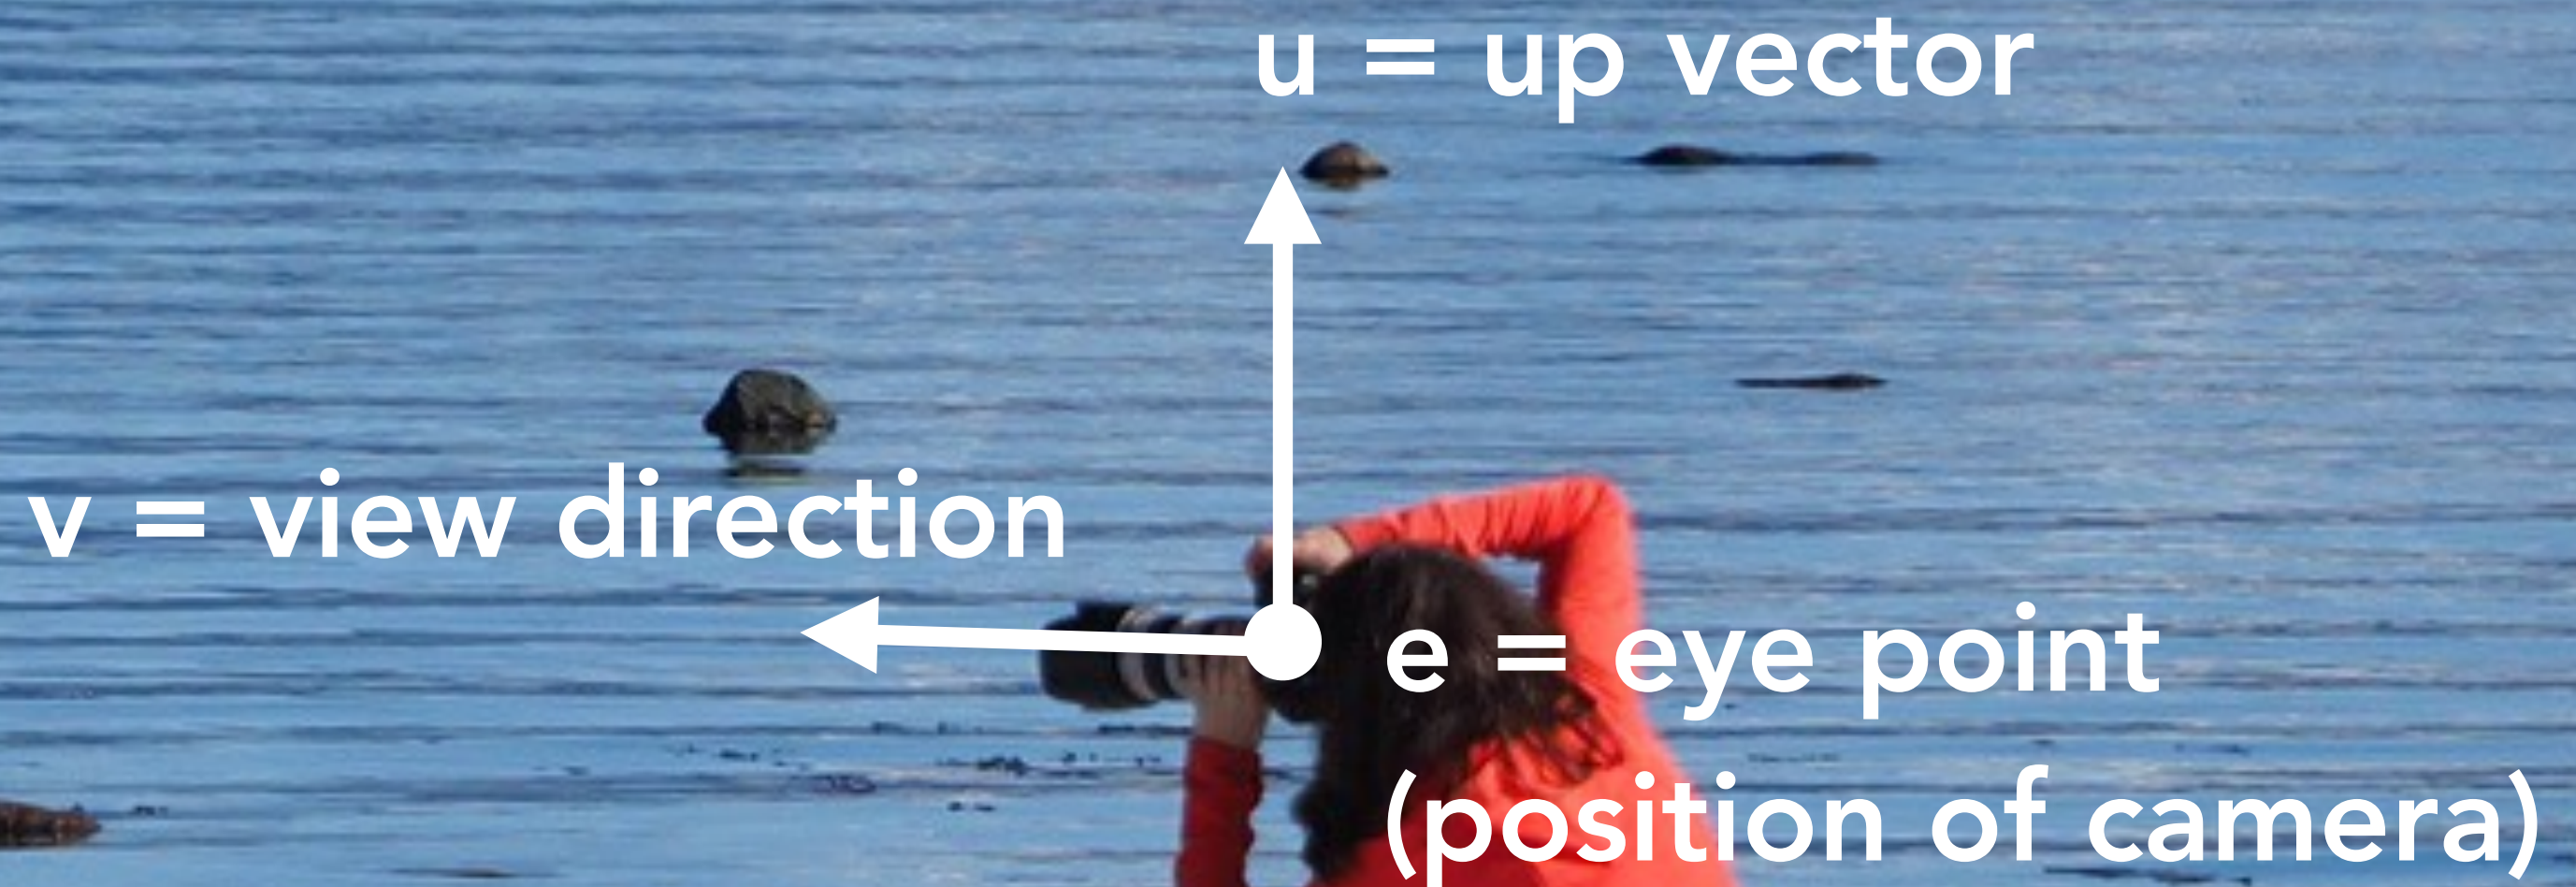 u = up vector
v = view direction
e = eye point
(position of camera)